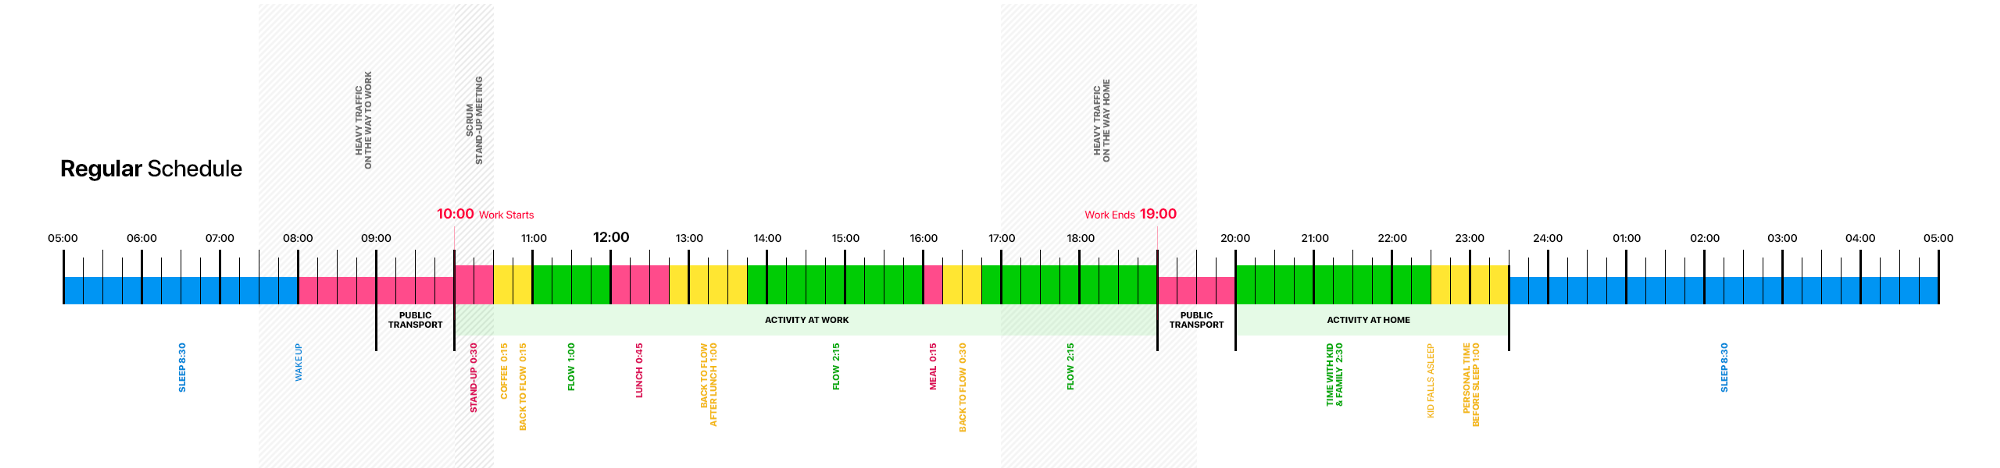 HEAVY TRAFFIC
ON THE WAY TO WORK
SCRUM
STAND-UP MEETING
HEAVY TRAFFIC
ON THE WAY HOME
Regular Schedule
10:00 Work Starts
Work Ends 19:00
05:00 06:00 07:00 08:00 09:00 11:00 12:00 13:00 14:00 15:00 16:00 17:00 18:00 20:00 21:00 22:00 23:00 24:00 01:00 02:00 03:00 04:00 05:00
PUBLIC
TRANSPORT
ACTIVITY AT WORK
PUBLIC
TRANSPORT
ACTIVITY AT HOME
SLEEP 8:30
WAKE UP
STAND-UP 0:30
COFFEE 0:15
BACK TO FLOW 0:15
FLOW 1:00
LUNCH 0:45
BACK TO FLOW
AFTER LUNCH 1:00
FLOW 2:15
MEAL 0:15
BACK TO FLOW 0:30
FLOW 2:15
TIME WITH KID
& FAMILY 2:30
KID FALLS ASLEEP
PERSONAL TIME
BEFORE SLEEP 1:00
SLEEP 8:30